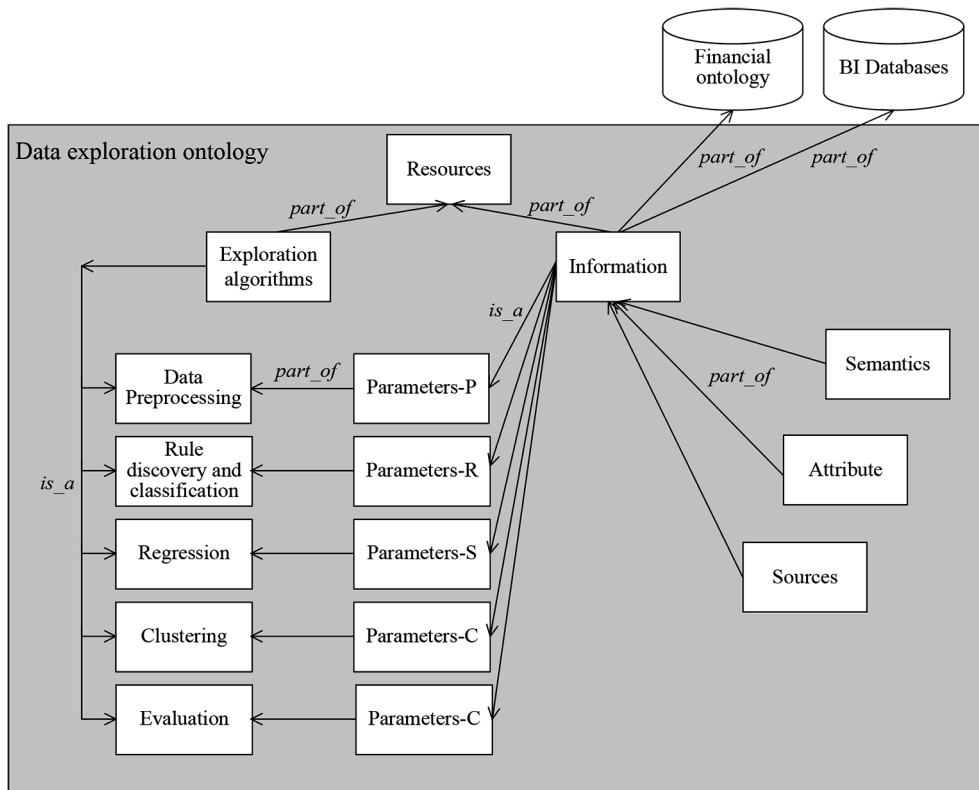 Financial
ontology
BI Databases
Data exploration ontology
part_of
part_of
Resources
part_of
part_of
Exploration
algorithms
Information
is_a
Data
Preprocessing
part_of
Parameters-P
Semantics
part_of
Rule
discovery and
classification
Parameters-R
Attribute
is_a
Regression
Parameters-S
Sources
Clustering
Parameters-C
Evaluation
Parameters-C